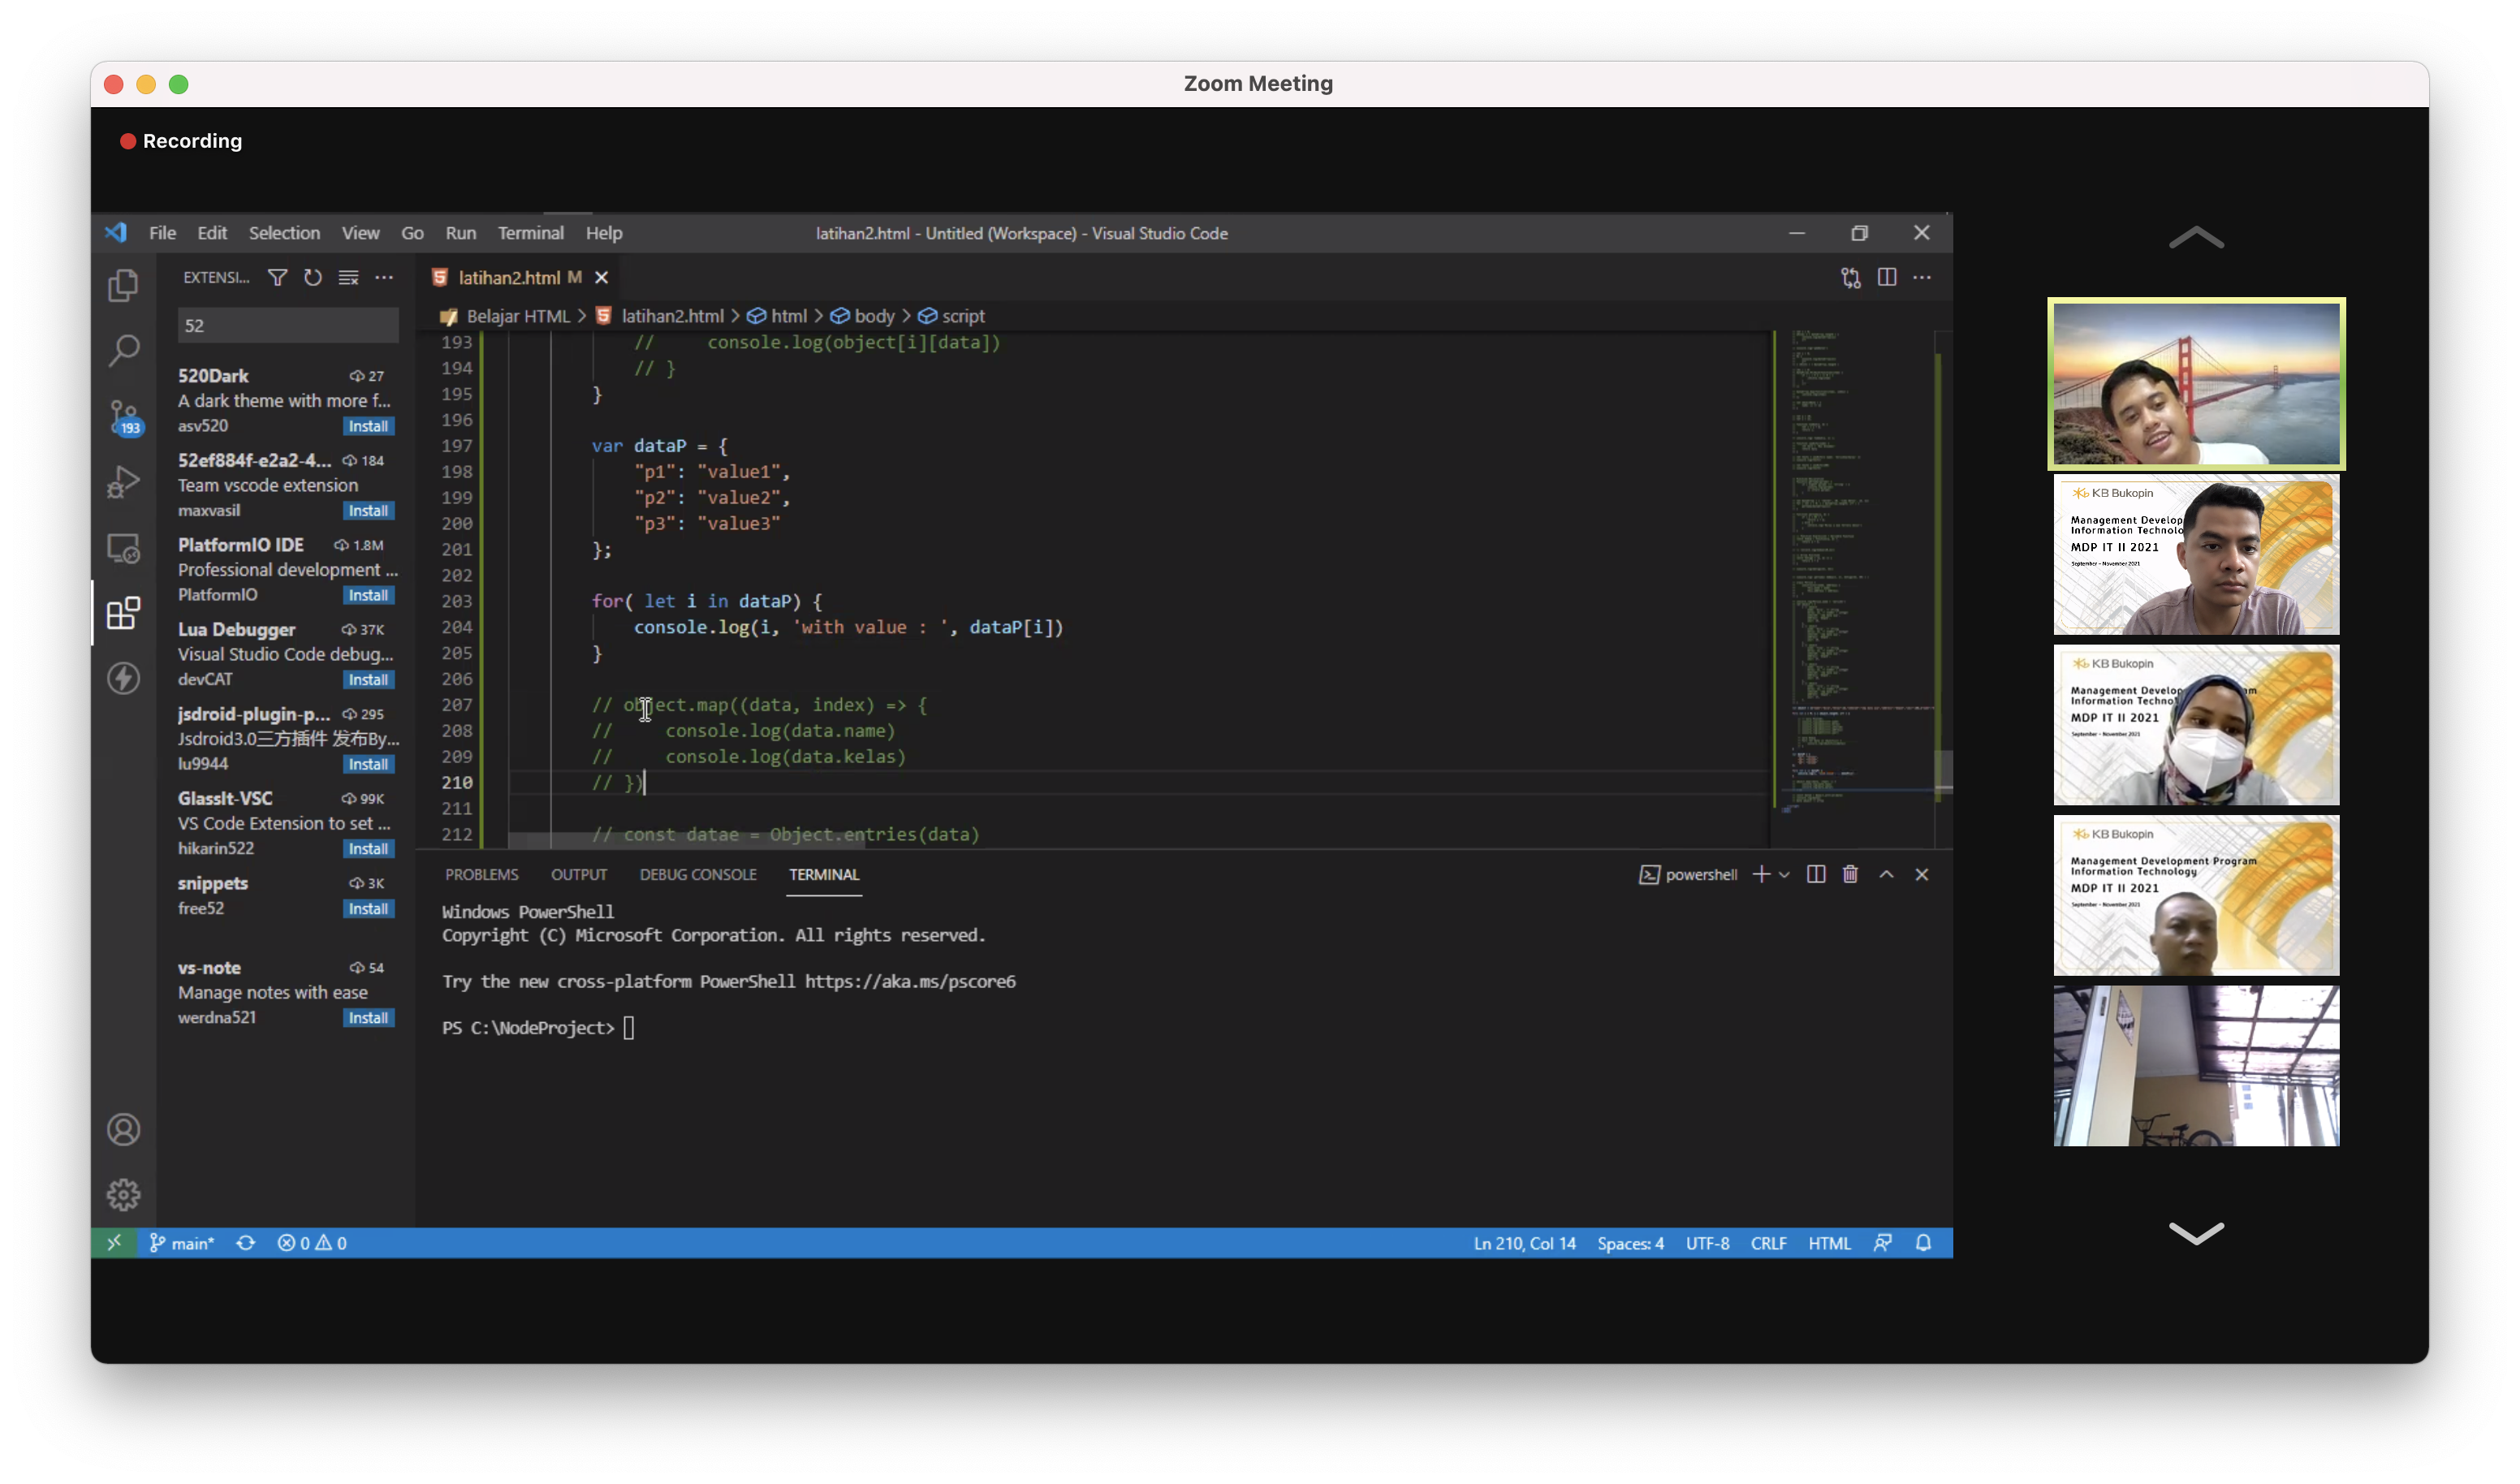 Zoom Meeting
Recording
File Edit Selection View Go Run Terminal Help
latihan2.html - Untitled (Workspace) - Visual Studio Code
EXTENSI...
52
520Dark 27
A dark theme with more f...
asv520 Install
52ef884f-e2a2-4... 184
Team vscode extension
maxvasil Install
PlatformIO IDE 1.8M
Professional development ...
PlatformIO Install
Lua Debugger 37K
Visual Studio Code debug...
devCAT Install
jsdroid-plugin-p... 295
Jsdroid3.0三方插件 发布By...
lu9944 Install
GlassIt-VSC 99K
VS Code Extension to set ...
hikarin522 Install
snippets 3K
free52 Install
vs-note 54
Manage notes with ease
werdna521 Install
193
latihan2.html M
Belajar HTML > latihan2.html > html > body > script
193 // console.log(object[i][data])
194 // }
195 }
196
197 var dataP = {
198 "p1": "value1",
199 "p2": "value2",
200 "p3": "value3"
201 };
202
203 for( let i in dataP) {
204 console.log(i, 'with value : ', dataP[i])
205 }
206
207 // object.map((data, index) => {
208 // console.log(data.name)
209 // console.log(data.kelas)
210 // })
211
212 // const datae = Object.entries(data)
PROBLEMS OUTPUT DEBUG CONSOLE TERMINAL
powershell
Windows PowerShell
Copyright (C) Microsoft Corporation. All rights reserved.
Try the new cross-platform PowerShell https://aka.ms/pscore6
PS C:\NodeProject>
main* 0 0
Ln 210, Col 14 Spaces: 4 UTF-8 CRLF HTML
KB Bukopin
Management Develop
Information Technolo
MDP IT II 2021
September - November 2021
KB Bukopin
Management Develop m
Information Techno
MDP IT II 2021
September - November 2021
KB Bukopin
Management Development Program
Information Technology
MDP IT II 2021
September - November 2021